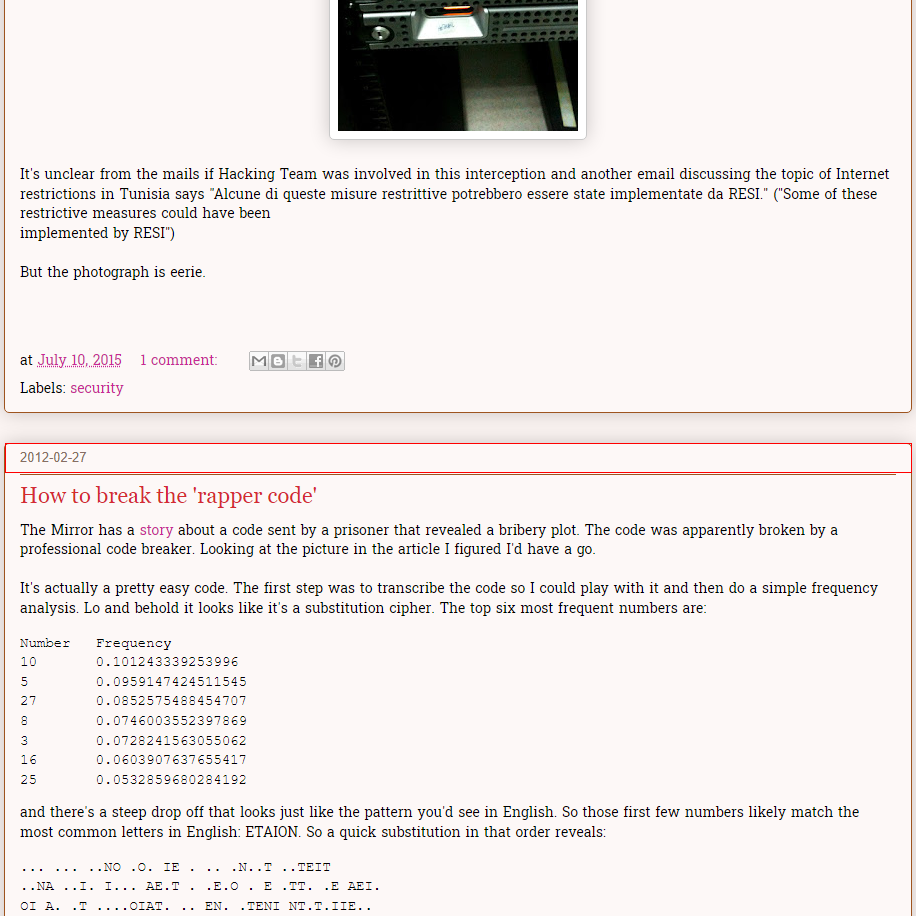 It's unclear from the mails if Hacking Team was involved in this interception and another email discussing the topic of Internet
restrictions in Tunisia says "Alcune di queste misure restrittive potrebbero essere state implementate da RESI." ("Some of these
restrictive measures could have been
implemented by RESI")
But the photograph is eerie.
at July 10, 2015 1 comment:
Labels: security
2012-02-27
How to break the 'rapper code'
The Mirror has a story about a code sent by a prisoner that revealed a bribery plot. The code was apparently broken by a
professional code breaker. Looking at the picture in the article I figured I'd have a go.
It's actually a pretty easy code. The first step was to transcribe the code so I could play with it and then do a simple frequency
analysis. Lo and behold it looks like it's a substitution cipher. The top six most frequent numbers are:
Number Frequency
10 0.101243339253996
5 0.0959147424511545
27 0.0852575488454707
8 0.0746003552397869
3 0.0728241563055062
16 0.0603907637655417
25 0.0532859680284192
and there's a steep drop off that looks just like the pattern you'd see in English. So those first few numbers likely match the
most common letters in English: ETAION. So a quick substitution in that order reveals:
... ... ..NO .O. IE . .. .N..T ..TEIT
..NA ..I. I... AE.T . .E.O . E .TT. .E AEI.
OI A. .T ....OIAT. .. EN. .TENI NT.T.IIE..